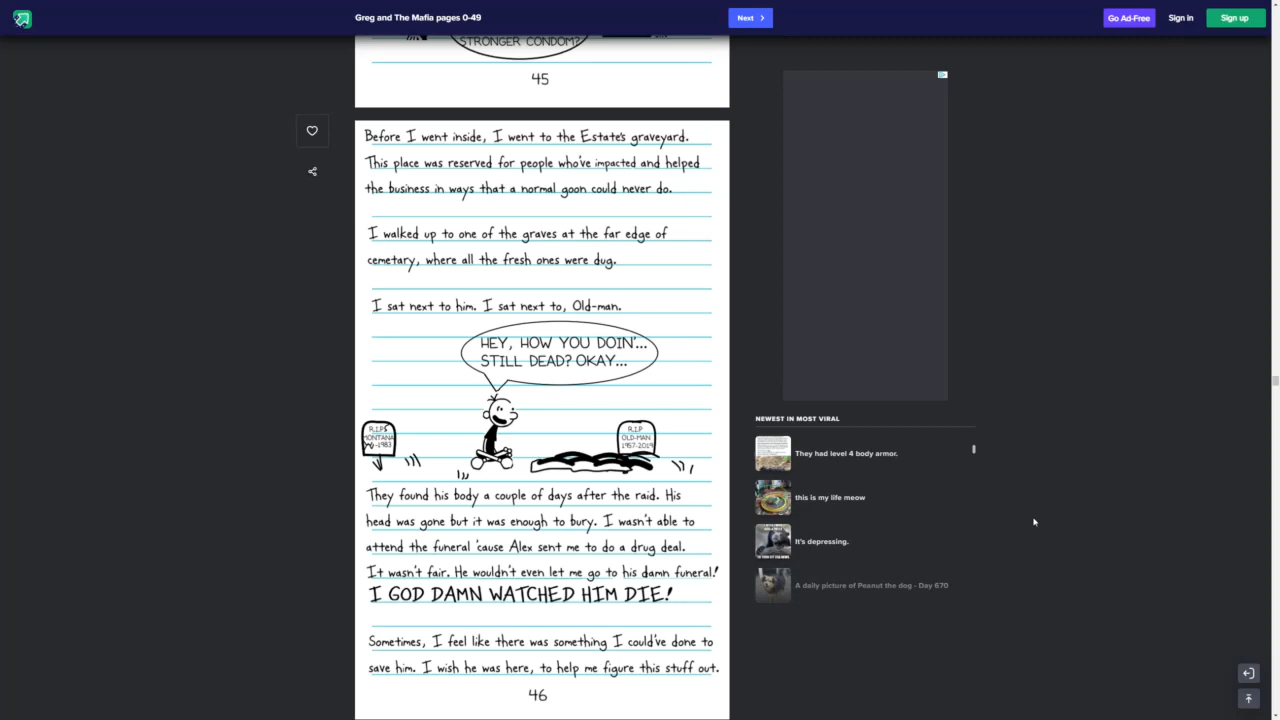 Greg and The Mafia pages 0-49
Next
Go Ad-Free
Sign in
Sign up
STRONGER CONDOM?
45
Before I went inside, I went to the Estate's graveyard.
This place was reserved for people who've impacted and helped
the business in ways that a normal goon could never do.
I walked up to one of the graves at the far edge of
cemetary, where all the fresh ones were dug.
I sat next to him. I sat next to, Old-man.
HEY, HOW YOU DOIN'...
STILL DEAD? OKAY...
R.I.P
MONTANA
-1983
R.I.P
OLD-MAN
1957-2019
They found his body a couple of days after the raid. His
head was gone but it was enough to bury. I wasn't able to
attend the funeral 'cause Alex sent me to do a drug deal.
It wasn't fair. He wouldn't even let me go to his damn funeral!
I GOD DAMN WATCHED HIM DIE!
Sometimes, I feel like there was something I could've done to
save him. I wish he was here, to help me figure this stuff out.
46
NEWEST IN MOST VIRAL
They had level 4 body armor.
this is my life meow
It's depressing.
A daily picture of Peanut the dog - Day 670